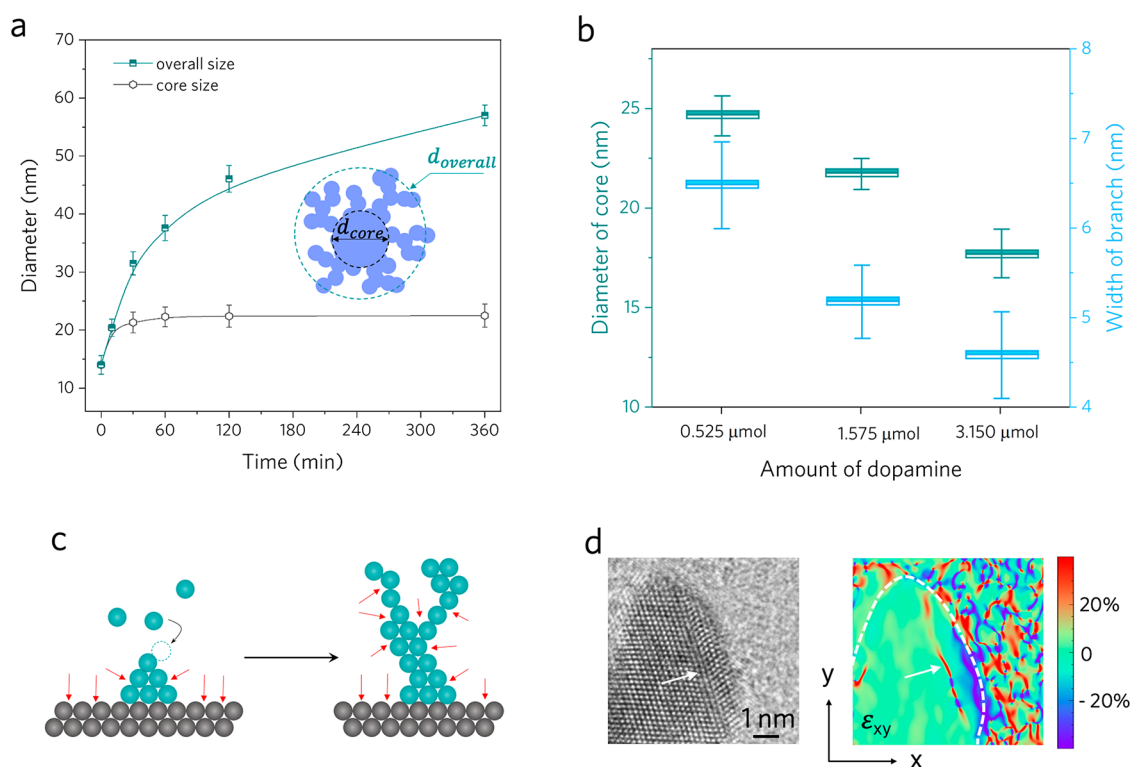 a
70
60
50
40
30
20
10
Diameter (nm)
overall size
core size
d_overall
d_core
0 60 120 180 240 300 360
Time (min)
b
25
20
15
10
Diameter of core (nm)
8
7
6
5
4
Width of branch (nm)
0.525 μmol 1.575 μmol 3.150 μmol
Amount of dopamine
c
d
1 nm
ε_xy
y
x
20%
0
- 20%